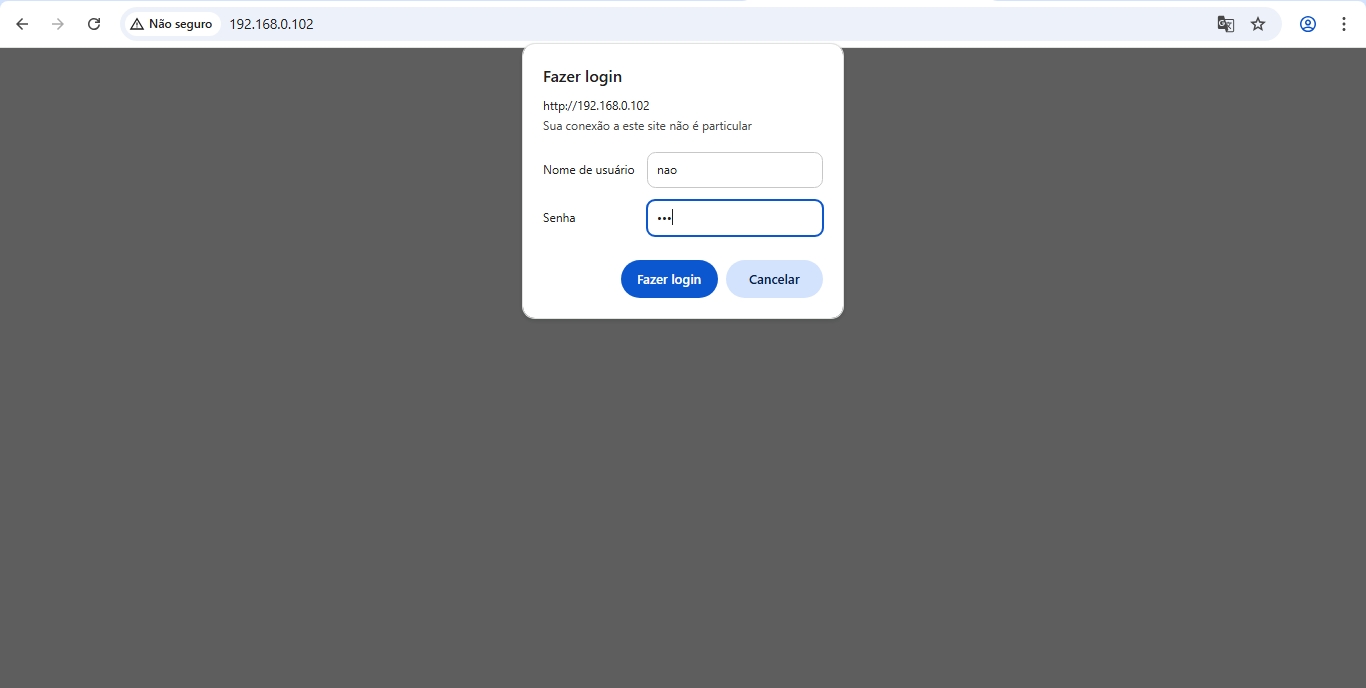 Não seguro 192.168.0.102
Fazer login
http://192.168.0.102
Sua conexão a este site não é particular
Nome de usuário nao
Senha •••
Fazer login Cancelar